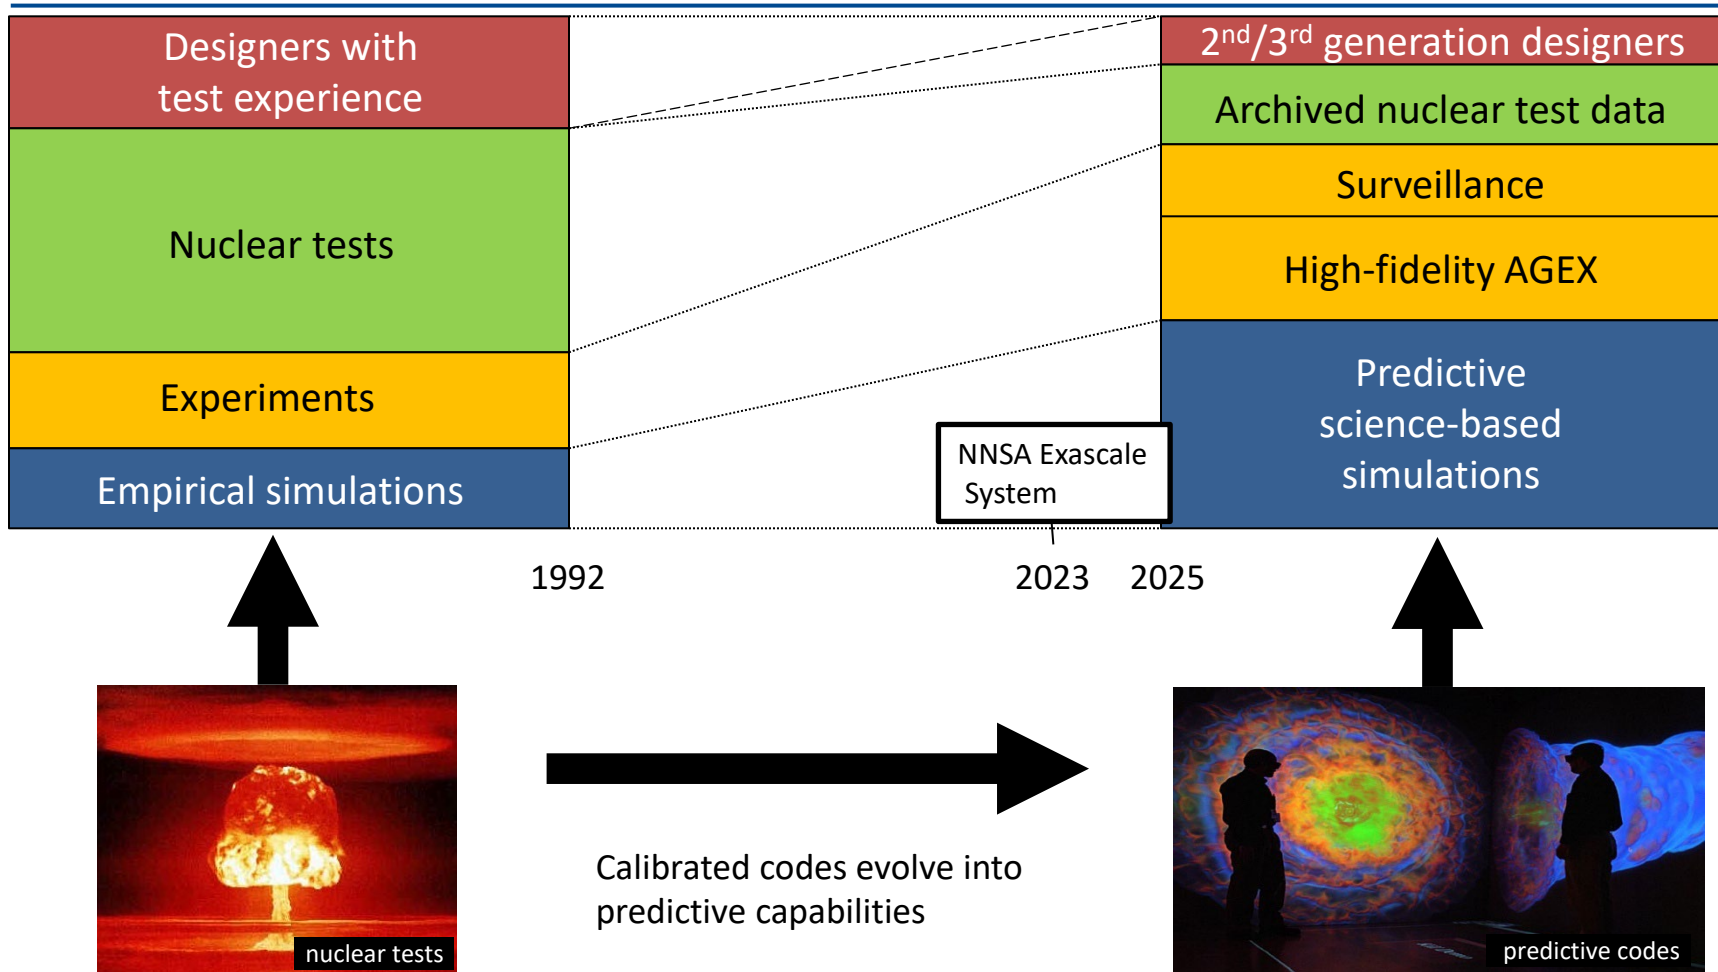 Designers with
test experience
Nuclear tests
Experiments
Empirical simulations
2nd/3rd generation designers
Archived nuclear test data
Surveillance
High-fidelity AGEX
Predictive
science-based
simulations
NNSA Exascale
System
1992
2023
2025
Calibrated codes evolve into
predictive capabilities
nuclear tests
predictive codes